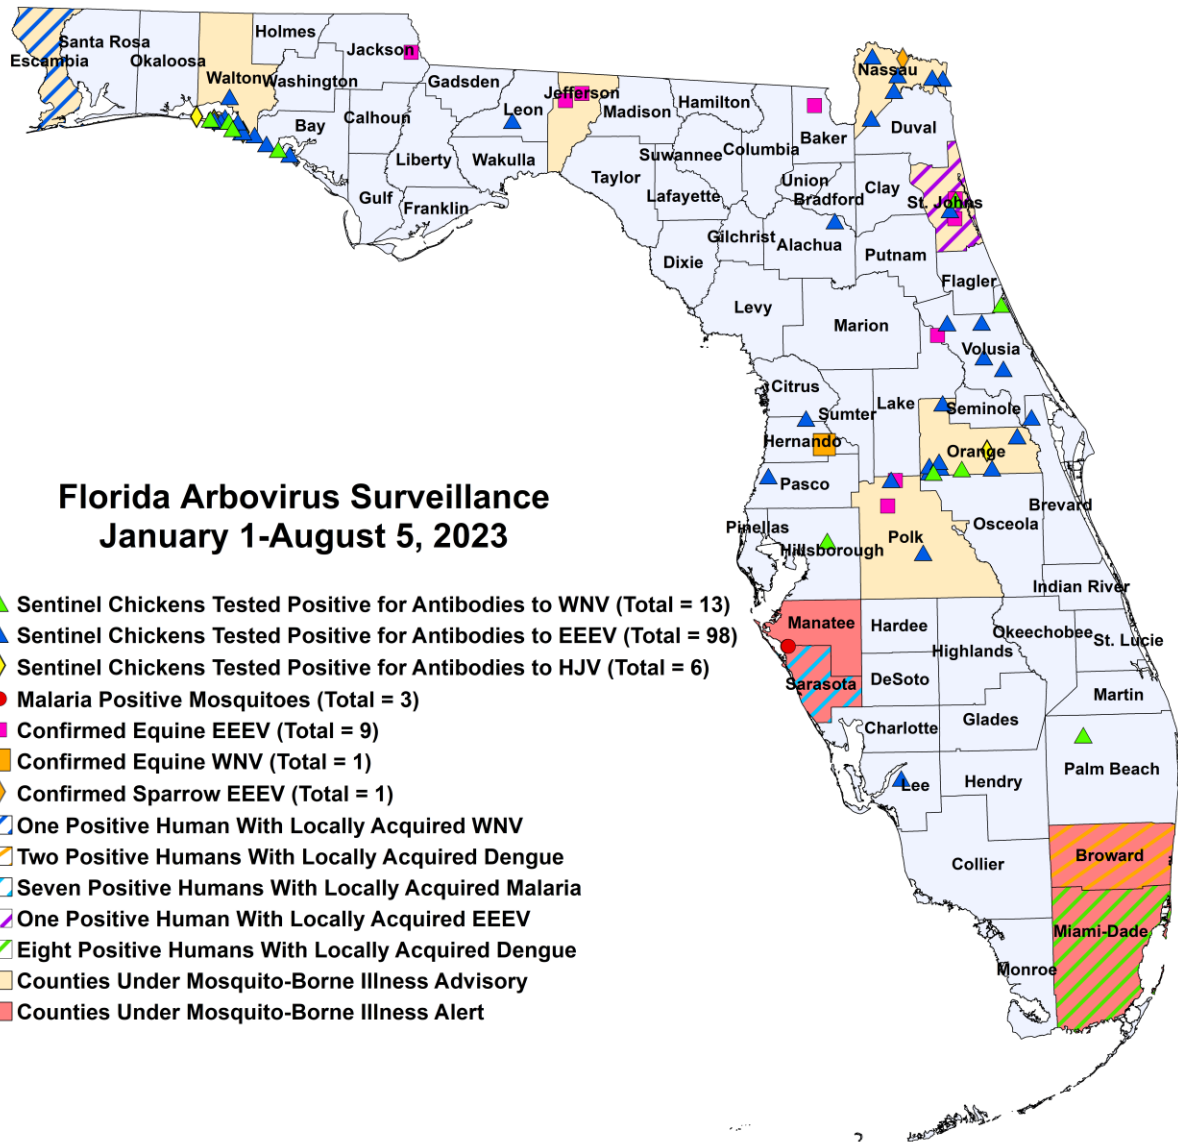 Holmes
Santa Rosa
Jackson
Escambia
Okaloosa
Walton
Washington
Gadsden
Jefferson
Nassau
Leon
Madison
Hamilton
Bay
Calhoun
Baker
Duval
Liberty
Wakulla
Suwannee
Columbia
Taylor
Union
Clay
Gulf
Franklin
Lafayette
Bradford
St. Johns
Gilchrist
Alachua
Dixie
Putnam
Flagler
Levy
Marion
Volusia
Citrus
Lake
Sumter
Seminole
Hernando
Orange
Pasco
Brevard
Pinellas
Osceola
Hillsborough
Polk
Indian River
Manatee
Hardee
Okeechobee
St. Lucie
Highlands
Sarasota
DeSoto
Martin
Charlotte
Glades
Palm Beach
Lee
Hendry
Broward
Collier
Miami-Dade
Monroe
Florida Arbovirus Surveillance
January 1-August 5, 2023
Sentinel Chickens Tested Positive for Antibodies to WNV (Total = 13)
Sentinel Chickens Tested Positive for Antibodies to EEEV (Total = 98)
Sentinel Chickens Tested Positive for Antibodies to HJV (Total = 6)
Malaria Positive Mosquitoes (Total = 3)
Confirmed Equine EEEV (Total = 9)
Confirmed Equine WNV (Total = 1)
Confirmed Sparrow EEEV (Total = 1)
One Positive Human With Locally Acquired WNV
Two Positive Humans With Locally Acquired Dengue
Seven Positive Humans With Locally Acquired Malaria
One Positive Human With Locally Acquired EEEV
Eight Positive Humans With Locally Acquired Dengue
Counties Under Mosquito-Borne Illness Advisory
Counties Under Mosquito-Borne Illness Alert